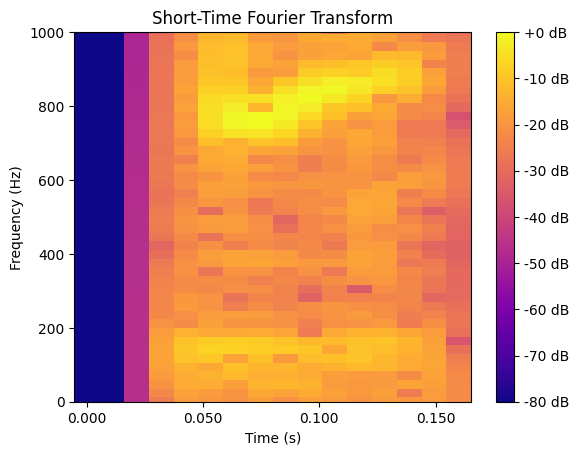 Short-Time Fourier Transform
1000
800
600
400
200
0
Frequency (Hz)
0.000
0.050
0.100
0.150
Time (s)
+0 dB
-10 dB
-20 dB
-30 dB
-40 dB
-50 dB
-60 dB
-70 dB
-80 dB